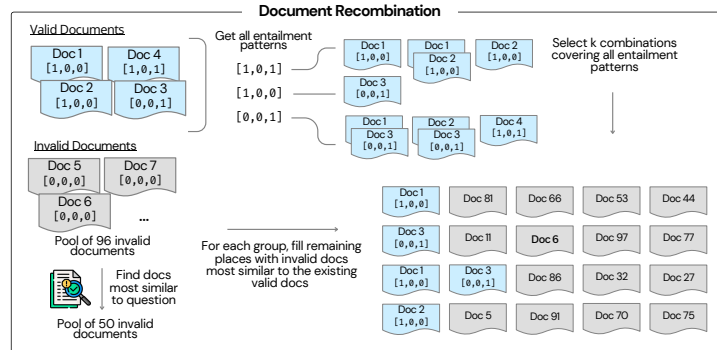 Document Recombination
Valid Documents
Doc 1
[1,0,0]
Doc 4
[1,0,1]
Doc 2
[1,0,0]
Doc 3
[0,0,1]
Get all entailment
patterns
[1,0,1]
[1,0,0]
[0,0,1]
Doc 1
[1,0,0]
Doc 1
Doc 2
[1,0,0]
Doc 2
[1,0,0]
Doc 3
[0,0,1]
Doc 1
Doc 3
[0,0,1]
Doc 2
Doc 3
[0,0,1]
Doc 4
[1,0,1]
Select k combinations
covering all entailment
patterns
Invalid Documents
Doc 5
[0,0,0]
Doc 7
[0,0,0]
Doc 6
[0,0,0]
...
Pool of 96 invalid
documents
Find docs
most similar
to question
Pool of 50 invalid
documents
For each group, fill remaining
places with invalid docs
most similar to the existing
valid docs
Doc 1
[1,0,0]
Doc 81
Doc 66
Doc 53
Doc 44
Doc 3
[0,0,1]
Doc 11
Doc 6
Doc 97
Doc 77
Doc 1
[1,0,0]
Doc 3
[0,0,1]
Doc 86
Doc 32
Doc 27
Doc 2
[1,0,0]
Doc 5
Doc 91
Doc 70
Doc 75